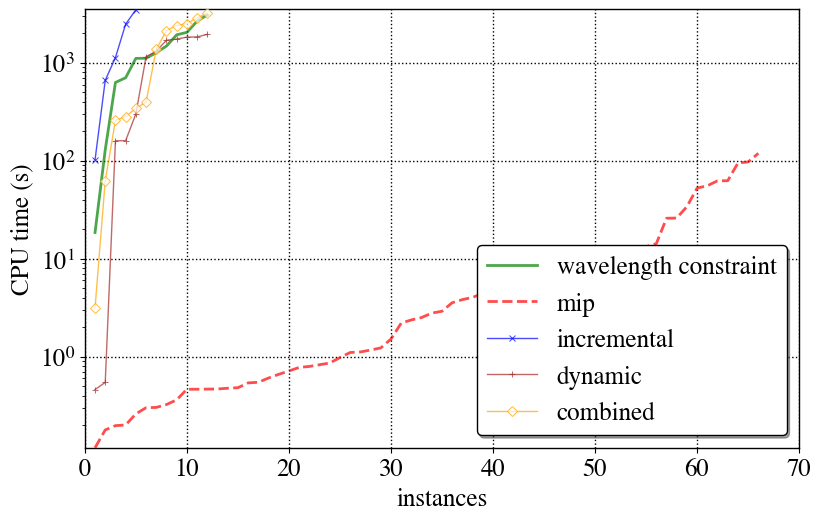 10³
10²
10¹
10⁰
CPU time (s)
wavelength constraint
mip
incremental
dynamic
combined
0 10 20 30 40 50 60 70
instances